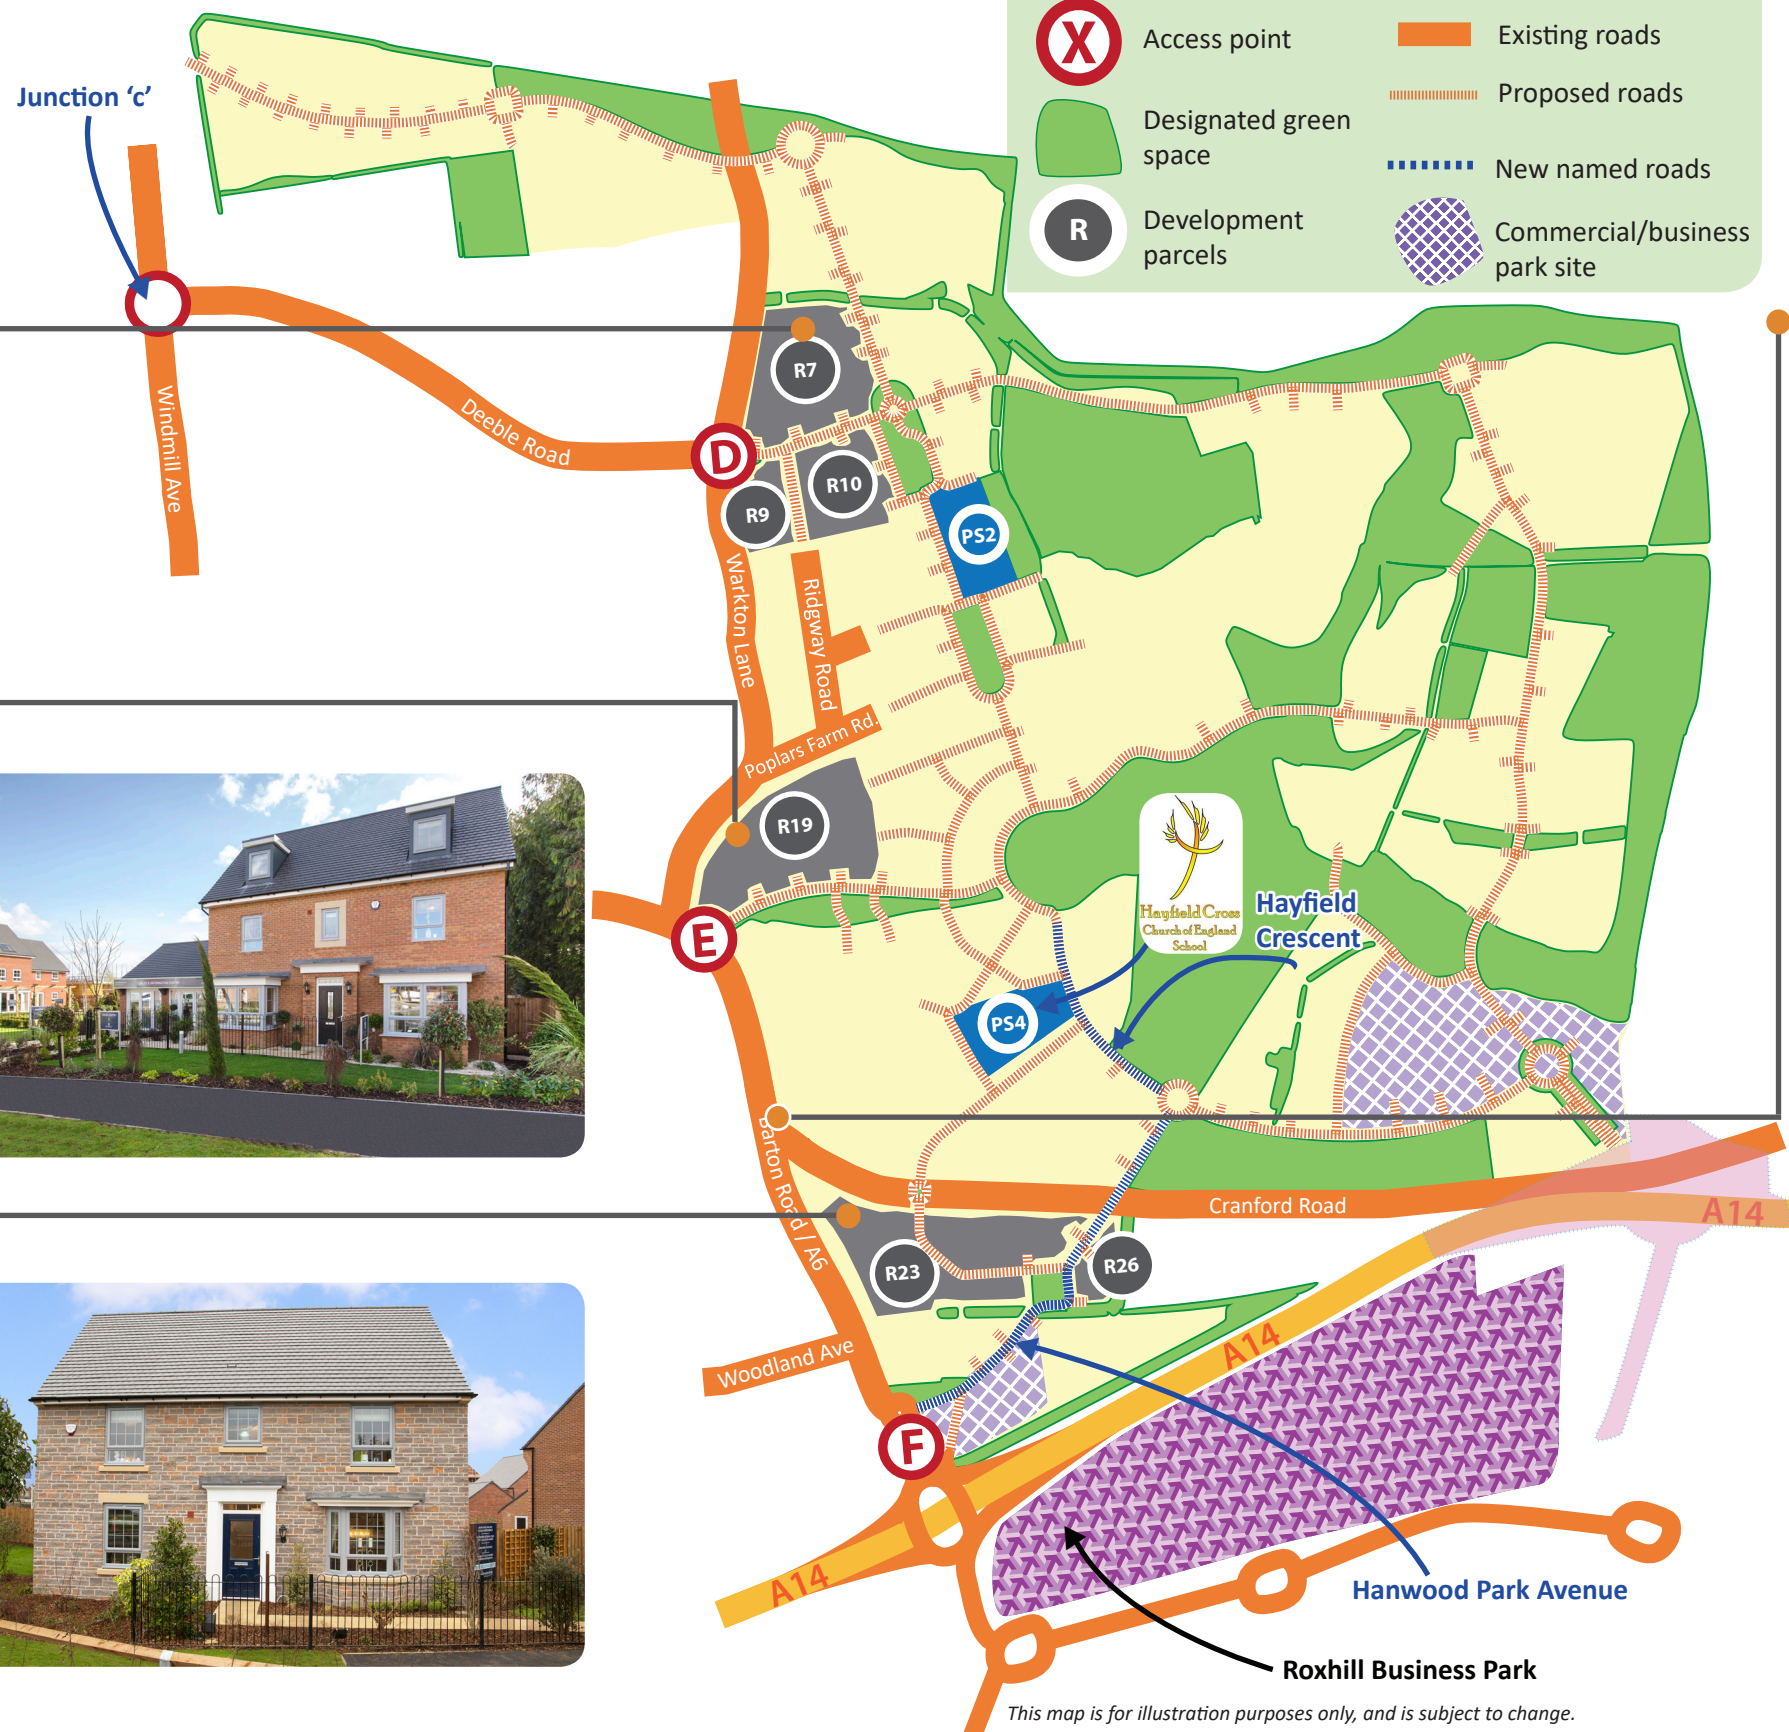 X
Access point
Existing roads
Proposed roads
Designated green
space
New named roads
R
Development
parcels
Commercial/business
park site
Junction ‘c’
Windmill Ave
Deeble Road
R7
D
R10
R9
PS2
Warkton Lane
Ridgway Road
Poplars Farm Rd.
R19
E
Hayfield Cross
Church of England
School
Hayfield
Crescent
PS4
Barton Road / A6
Cranford Road
A14
R23
R26
Woodland Ave
A14
F
A14
Hanwood Park Avenue
Roxhill Business Park
This map is for illustration purposes only, and is subject to change.